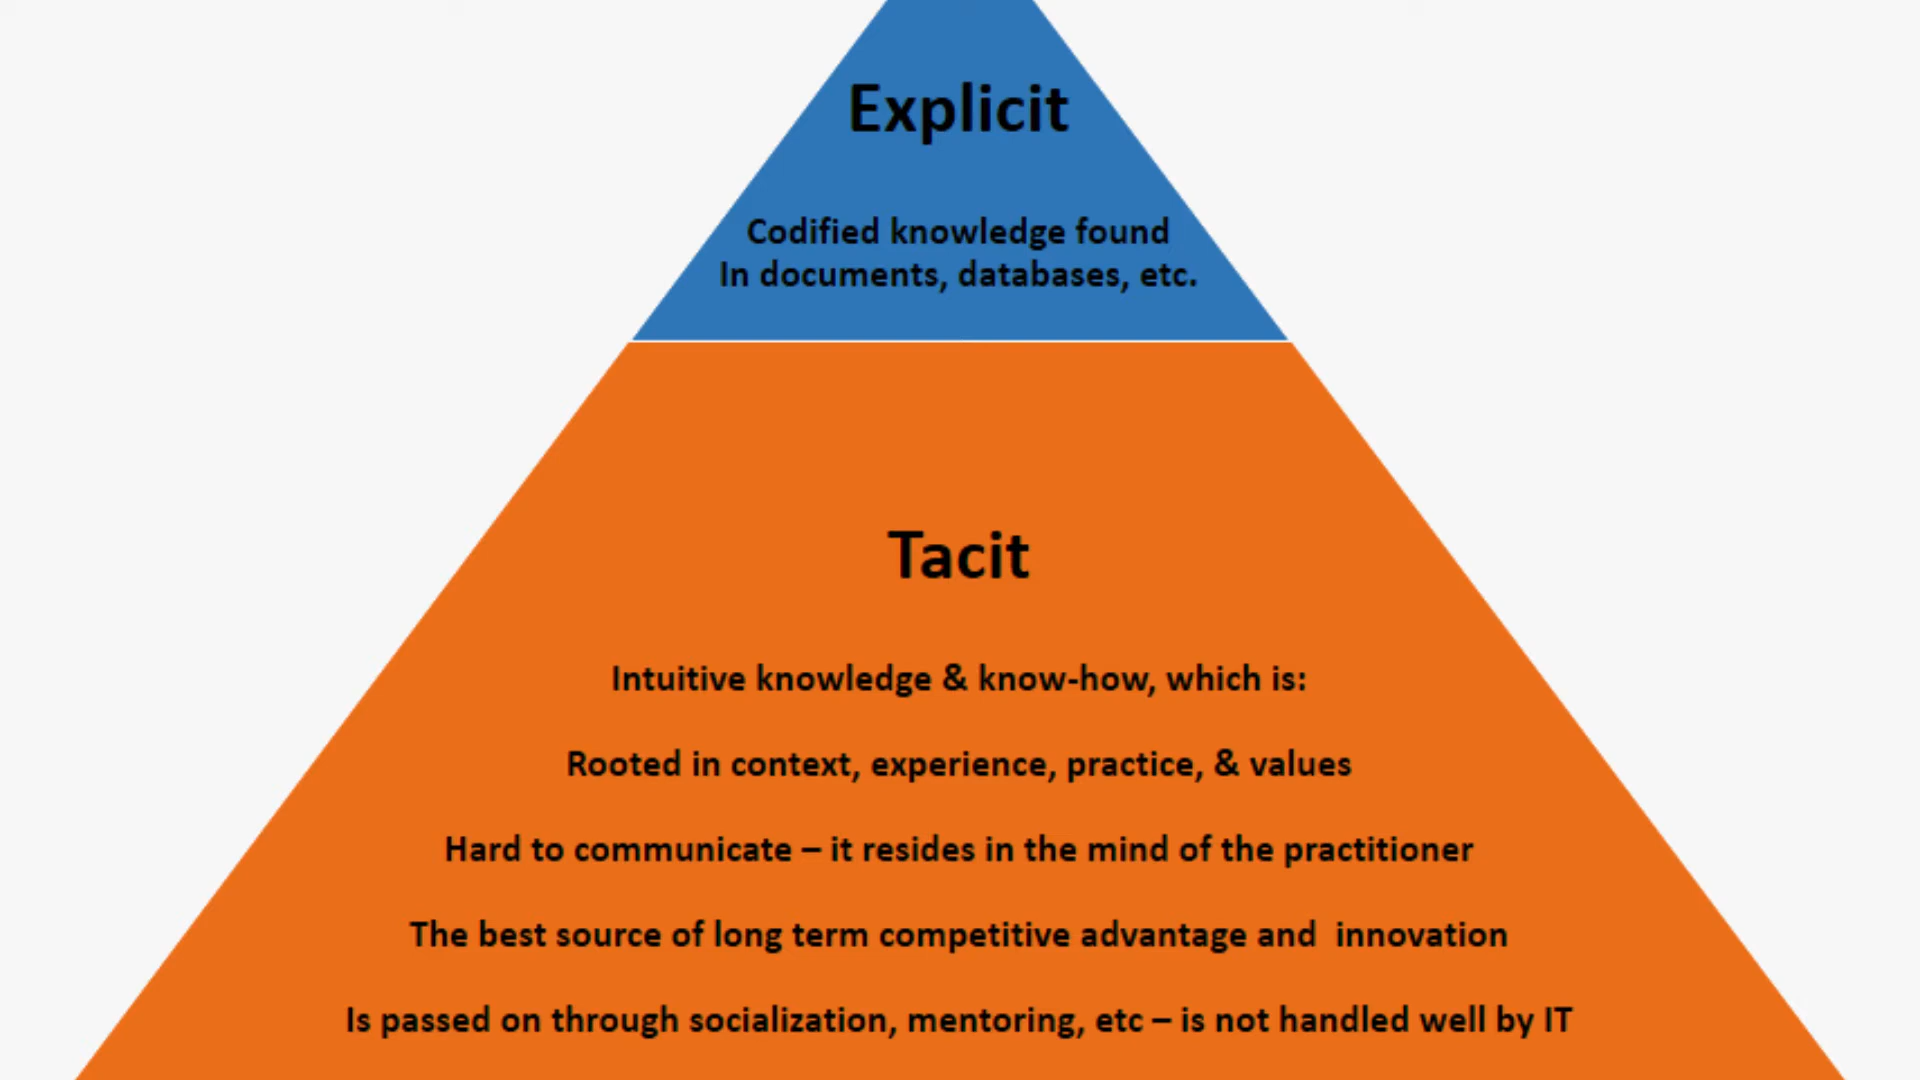 Explicit
Codified knowledge found
In documents, databases, etc.
Tacit
Intuitive knowledge & know-how, which is:
Rooted in context, experience, practice, & values
Hard to communicate – it resides in the mind of the practitioner
The best source of long term competitive advantage and  innovation
Is passed on through socialization, mentoring, etc – is not handled well by IT